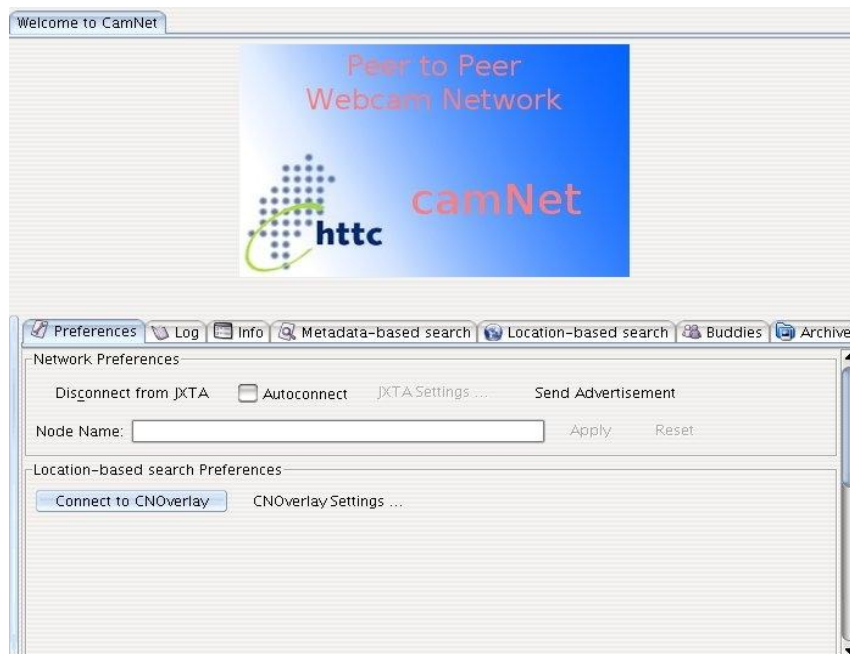 Welcome to CamNet
Peer to Peer
Webcam Network
camNet
httc
Preferences Log Info Metadata-based search Location-based search Buddies Archive
Network Preferences
Disconnect from JXTA Autoconnect JXTA Settings ... Send Advertisement
Node Name: Apply Reset
Location-based search Preferences
Connect to CNOverlay CNOverlay Settings ...